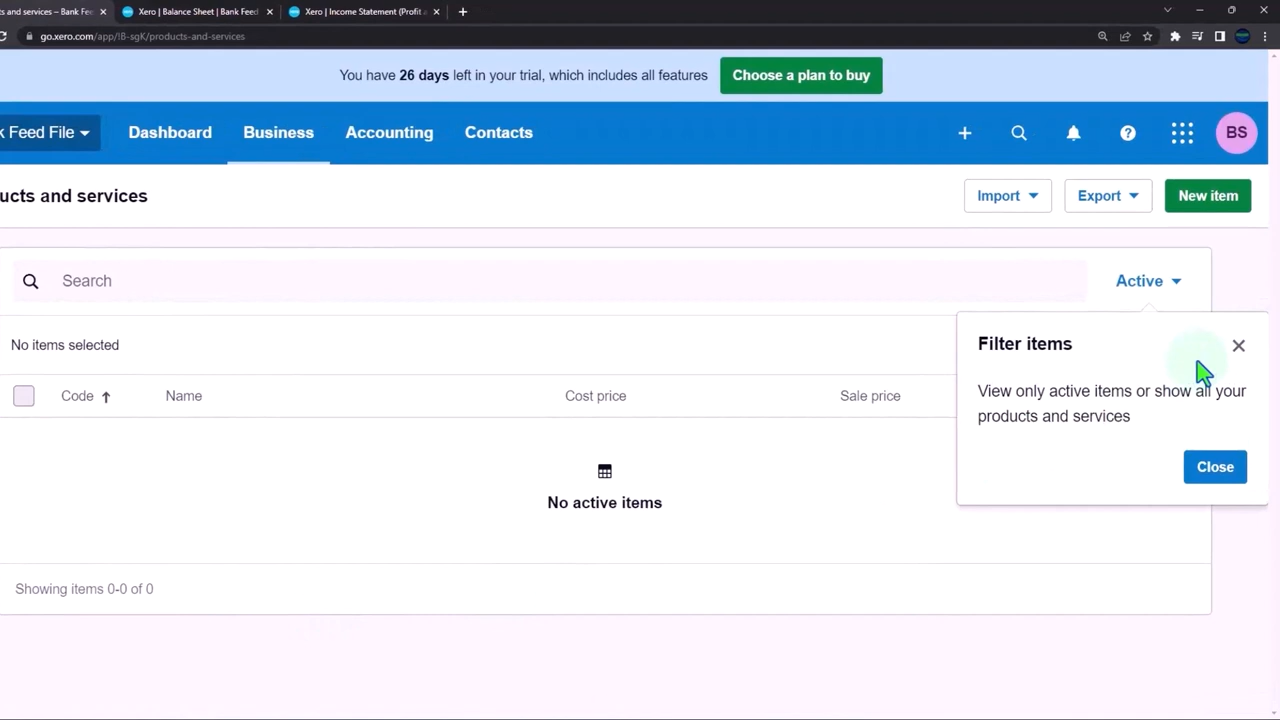 ts and services – Bank Fee
Xero | Balance Sheet | Bank Feed
Xero | Income Statement (Profit a
go.xero.com/app/!B-sgK/products-and-services
You have 26 days left in your trial, which includes all features
Choose a plan to buy
k Feed File
Dashboard
Business
Accounting
Contacts
BS
ucts and services
Import
Export
New item
Search
Active
No items selected
Filter items
View only active items or show all your
products and services
Close
Code
Name
Cost price
Sale price
No active items
Showing items 0-0 of 0